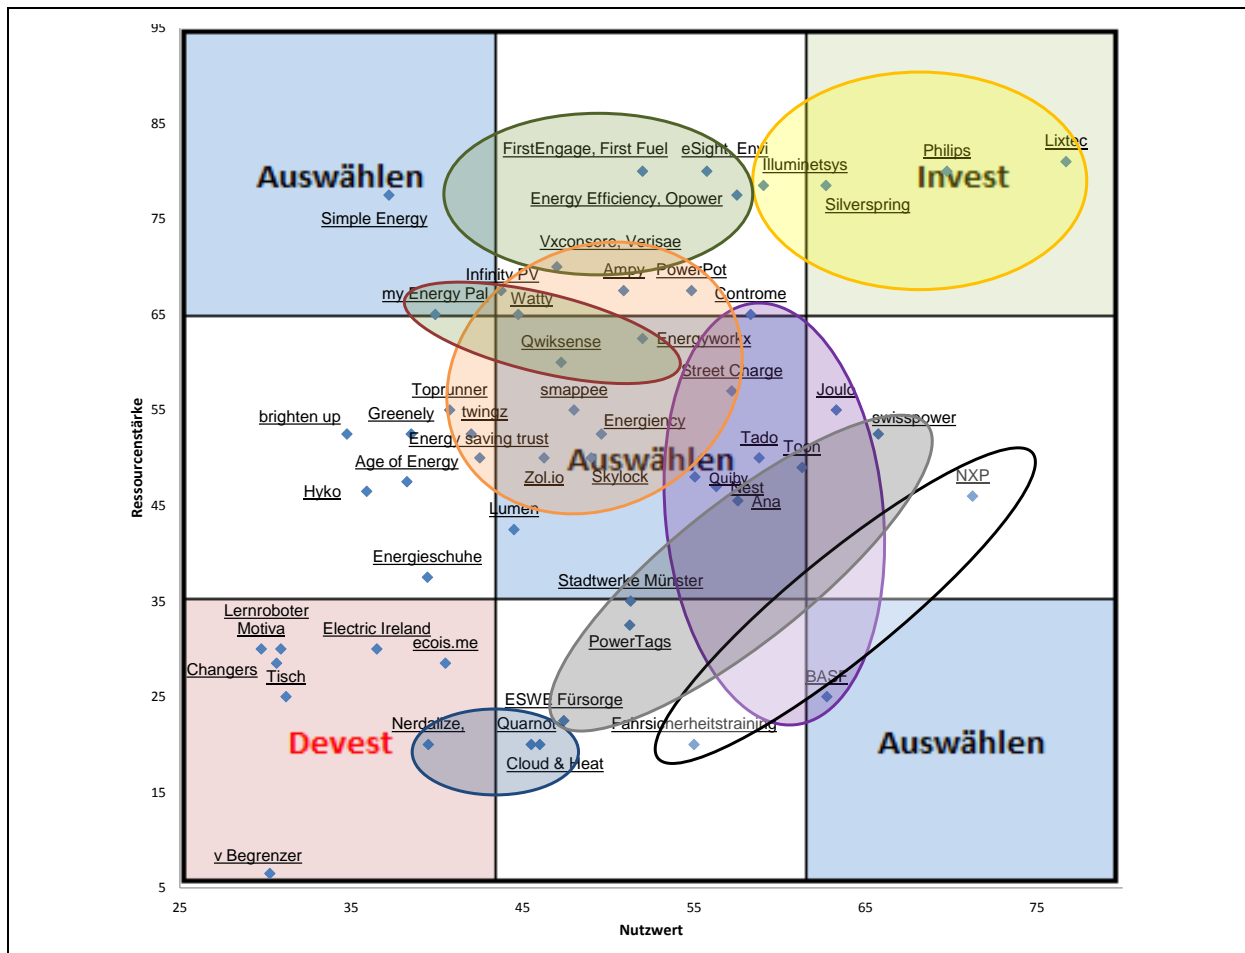 95
85
FirstEngage, First Fuel
eSight, Envi
Lixtec
Philips
Illuminetsys
Auswählen
Invest
Energy Efficiency, Opower
Silverspring
75
Simple Energy
Vxconsero, Verisae
Infinity PV
Ampy
PowerPot
my Energy Pal
Watty
Controme
65
Qwiksense
Energyworkx
Street Charge
Toprunner
smappee
Joulo
55
brighten up
Greenely
twingz
Energiency
swisspower
Energy saving trust
Tado
Toon
Age of Energy
Auswählen
Zol.io
Skylock
Quiby
Nest
NXP
Hyko
Ana
45
Lumen
Ressourcenstärke
Energieschuhe
Stadtwerke Münster
35
Lernroboter
Motiva
Electric Ireland
ecois.me
PowerTags
Changers
Tisch
BASF
25
ESWE Fürsorge
Nerdalize,
Quarnot
Fahrsicherheitstraining
Devest
Auswählen
Cloud & Heat
15
v Begrenzer
5
25
35
45
55
65
75
Nutzwert